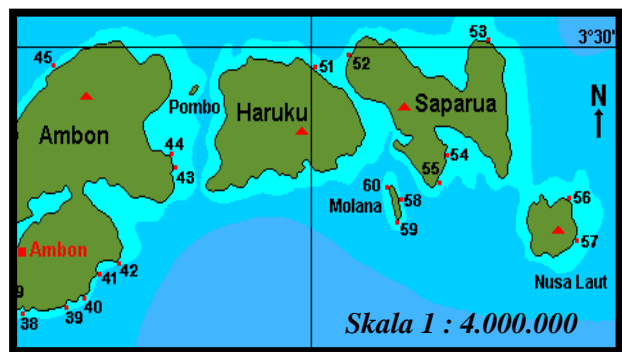 53
3°30'
45
52
51
N
Pombo
Haruku
Saparua
Ambon
44
54
43
55
60
58
56
Molana
59
57
Ambon
42
41
Nusa Laut
9
40
39
38
Skala 1 : 4.000.000